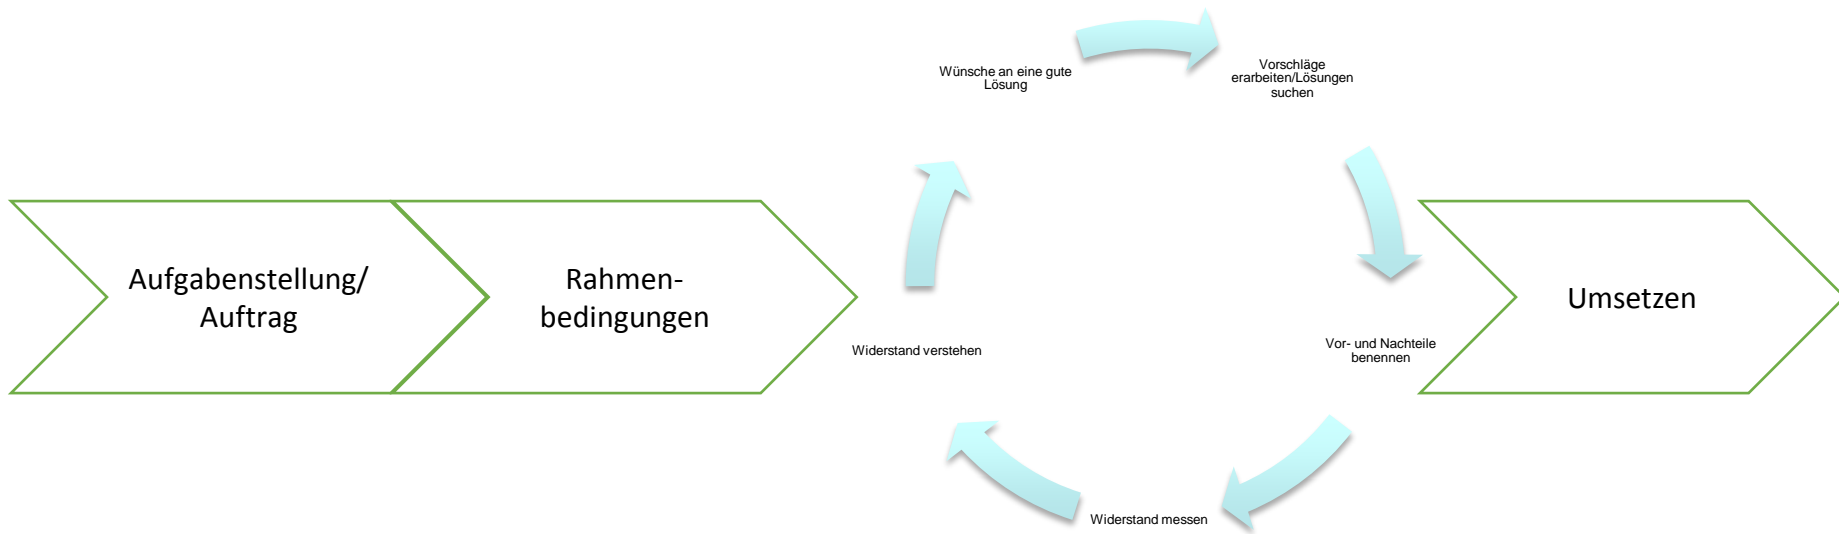 Aufgabenstellung/
Auftrag
Rahmen-
bedingungen
Wünsche an eine gute
Lösung
Vorschläge
erarbeiten/Lösungen
suchen
Vor- und Nachteile
benennen
Widerstand messen
Widerstand verstehen
Umsetzen